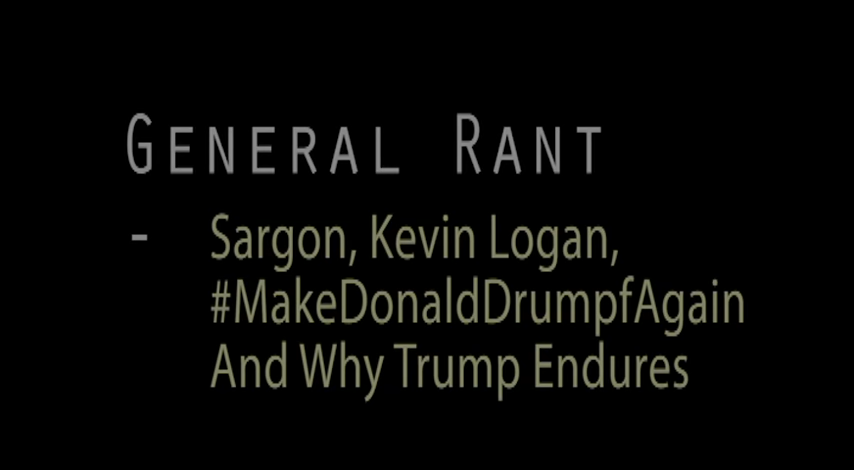 General Rant
- Sargon, Kevin Logan,
#MakeDonaldDrumpfAgain
And Why Trump Endures